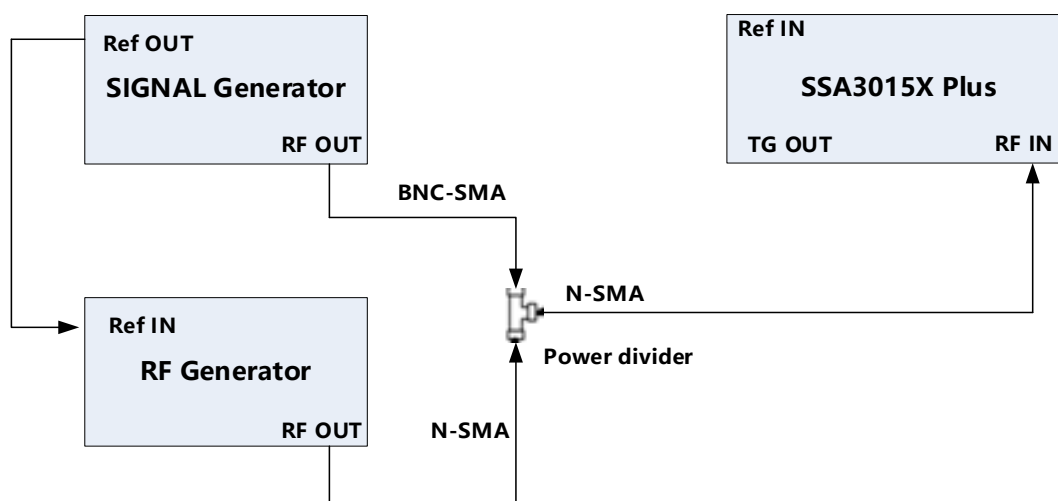 Ref OUT
SIGNAL Generator
RF OUT
Ref IN
SSA3015X Plus
TG OUT
RF IN
BNC-SMA
N-SMA
Power divider
Ref IN
RF Generator
RF OUT
N-SMA